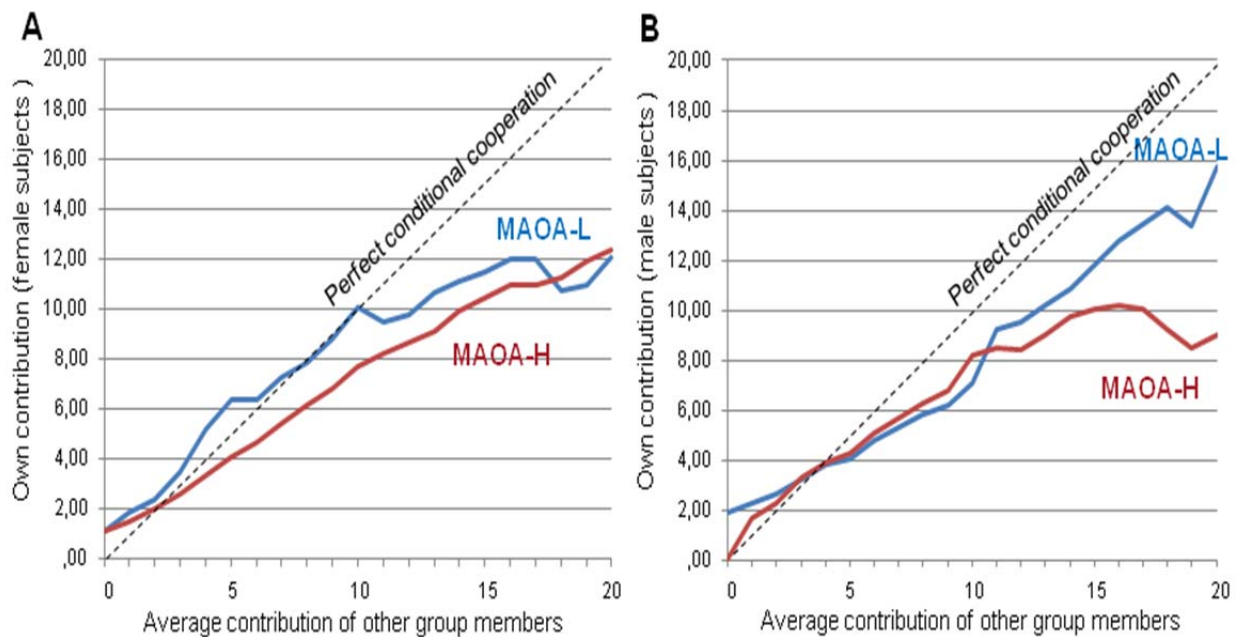 A
20,00
18,00
16,00
14,00
12,00
10,00
8,00
6,00
4,00
2,00
,00
0
5
10
15
20
Own contribution (female subjects )
Average contribution of other group members
Perfect conditional cooperation
MAOA-L
MAOA-H
B
20,00
18,00
16,00
14,00
12,00
10,00
8,00
6,00
4,00
2,00
,00
0
5
10
15
20
Own contribution (male subjects )
Average contribution of other group members
Perfect conditional cooperation
MAOA-L
MAOA-H